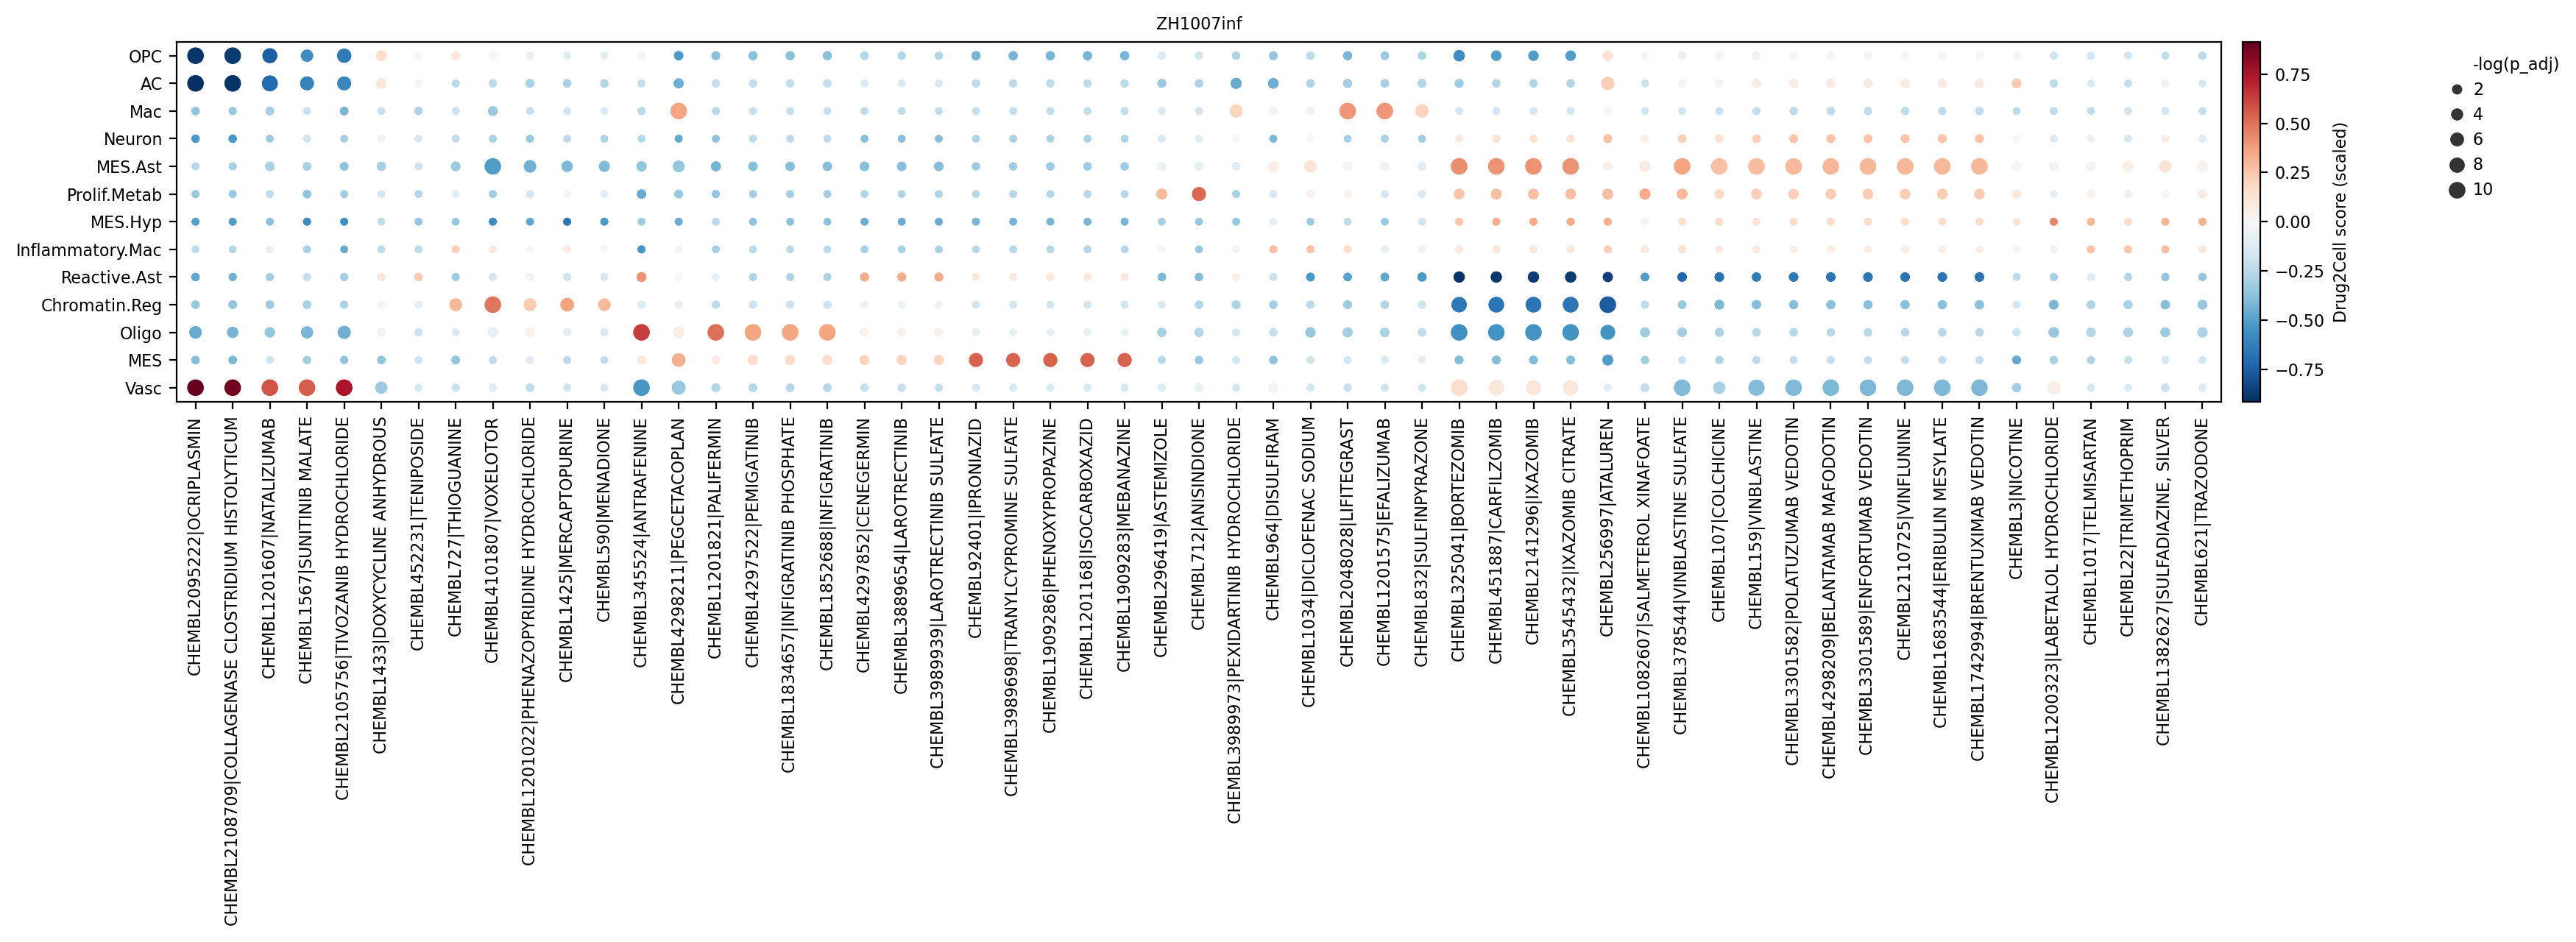 ZH1007inf
OPC
AC
Mac
Neuron
MES.Ast
Prolif.Metab
MES.Hyp
Inflammatory.Mac
Reactive.Ast
Chromatin.Reg
Oligo
MES
Vasc
CHEMBL2095222|OCRIPLASMIN
CHEMBL2108709|COLLAGENASE CLOSTRIDIUM HISTOLYTICUM
CHEMBL1201607|NATALIZUMAB
CHEMBL1567|SUNITINIB MALATE
CHEMBL2105756|TIVOZANIB HYDROCHLORIDE
CHEMBL1433|DOXYCYCLINE ANHYDROUS
CHEMBL452231|TENIPOSIDE
CHEMBL727|THIOGUANINE
CHEMBL4101807|VOXELOTOR
CHEMBL1201022|PHENAZOPYRIDINE HYDROCHLORIDE
CHEMBL1425|MERCAPTOPURINE
CHEMBL590|MENADIONE
CHEMBL345524|ANTRAFENINE
CHEMBL4298211|PEGCETACOPLAN
CHEMBL1201821|PALIFERMIN
CHEMBL4297522|PEMIGATINIB
CHEMBL1834657|INFIGRATINIB PHOSPHATE
CHEMBL1852688|INFIGRATINIB
CHEMBL4297852|CENEGERMIN
CHEMBL3889654|LAROTRECTINIB
CHEMBL3989939|LAROTRECTINIB SULFATE
CHEMBL92401|IPRONIAZID
CHEMBL3989698|TRANYLCYPROMINE SULFATE
CHEMBL1909286|PHENOXYPROPAZINE
CHEMBL1201168|ISOCARBOXAZID
CHEMBL1909283|MEBANAZINE
CHEMBL296419|ASTEMIZOLE
CHEMBL712|ANISINDIONE
CHEMBL3989973|PEXIDARTINIB HYDROCHLORIDE
CHEMBL964|DISULFIRAM
CHEMBL1034|DICLOFENAC SODIUM
CHEMBL2048028|LIFITEGRAST
CHEMBL1201575|EFALIZUMAB
CHEMBL832|SULFINPYRAZONE
CHEMBL325041|BORTEZOMIB
CHEMBL451887|CARFILZOMIB
CHEMBL2141296|IXAZOMIB
CHEMBL3545432|IXAZOMIB CITRATE
CHEMBL256997|ATALUREN
CHEMBL1082607|SALMETEROL XINAFOATE
CHEMBL378544|VINBLASTINE SULFATE
CHEMBL107|COLCHICINE
CHEMBL159|VINBLASTINE
CHEMBL3301582|POLATUZUMAB VEDOTIN
CHEMBL4298209|BELANTAMAB MAFODOTIN
CHEMBL3301589|ENFORTUMAB VEDOTIN
CHEMBL2110725|VINFLUNINE
CHEMBL1683544|ERIBULIN MESYLATE
CHEMBL1742994|BRENTUXIMAB VEDOTIN
CHEMBL3|NICOTINE
CHEMBL1200323|LABETALOL HYDROCHLORIDE
CHEMBL1017|TELMISARTAN
CHEMBL22|TRIMETHOPRIM
CHEMBL1382627|SULFADIAZINE, SILVER
CHEMBL621|TRAZODONE
0.75
0.50
0.25
0.00
−0.25
−0.50
−0.75
Drug2Cell score (scaled)
-log(p_adj)
2
4
6
8
10